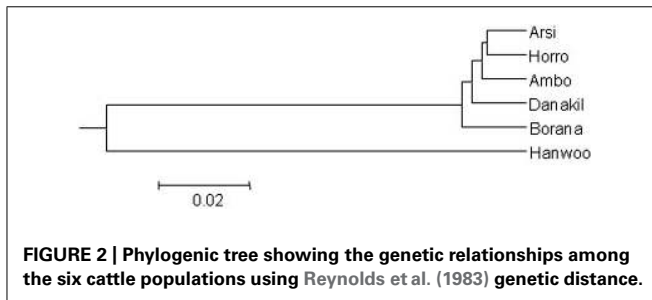 Arsi
Horro
Ambo
Danakil
Borana
Hanwoo
0.02
FIGURE 2 | Phylogenic tree showing the genetic relationships among
the six cattle populations using Reynolds et al. (1983) genetic distance.